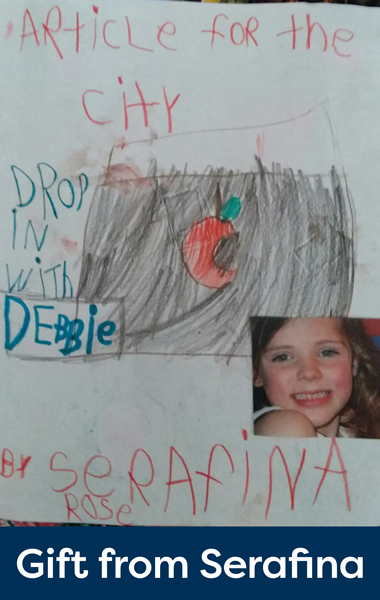 ARTicLE foR the
ciTY
DROP
iN
wiTh
DEBBie
BY SeRAfiNA
ROSe
Gift from Serafina